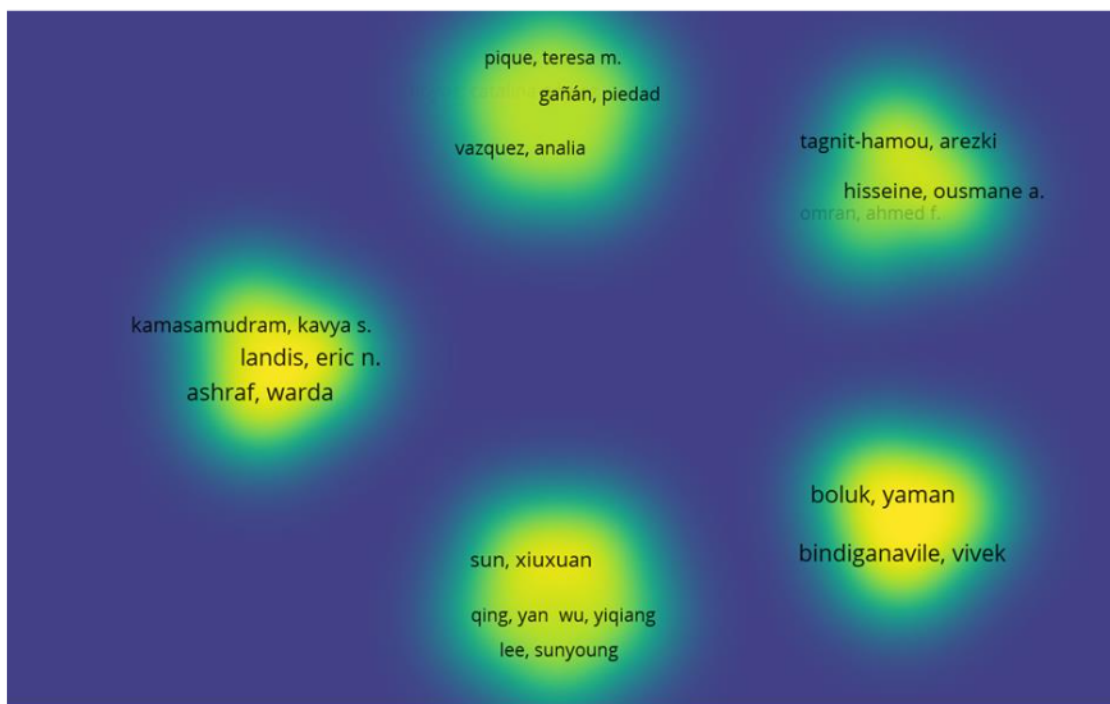 pique, teresa m.
gañán, piedad
vazquez, analia
tagnit-hamou, arezki
hisseine, ousmane a.
omran, ahmed f.
kamasamudram, kavya s.
landis, eric n.
ashraf, warda
boluk, yaman
bindiganavile, vivek
sun, xiuxuan
qing, yan wu, yiqiang
lee, sunyoung